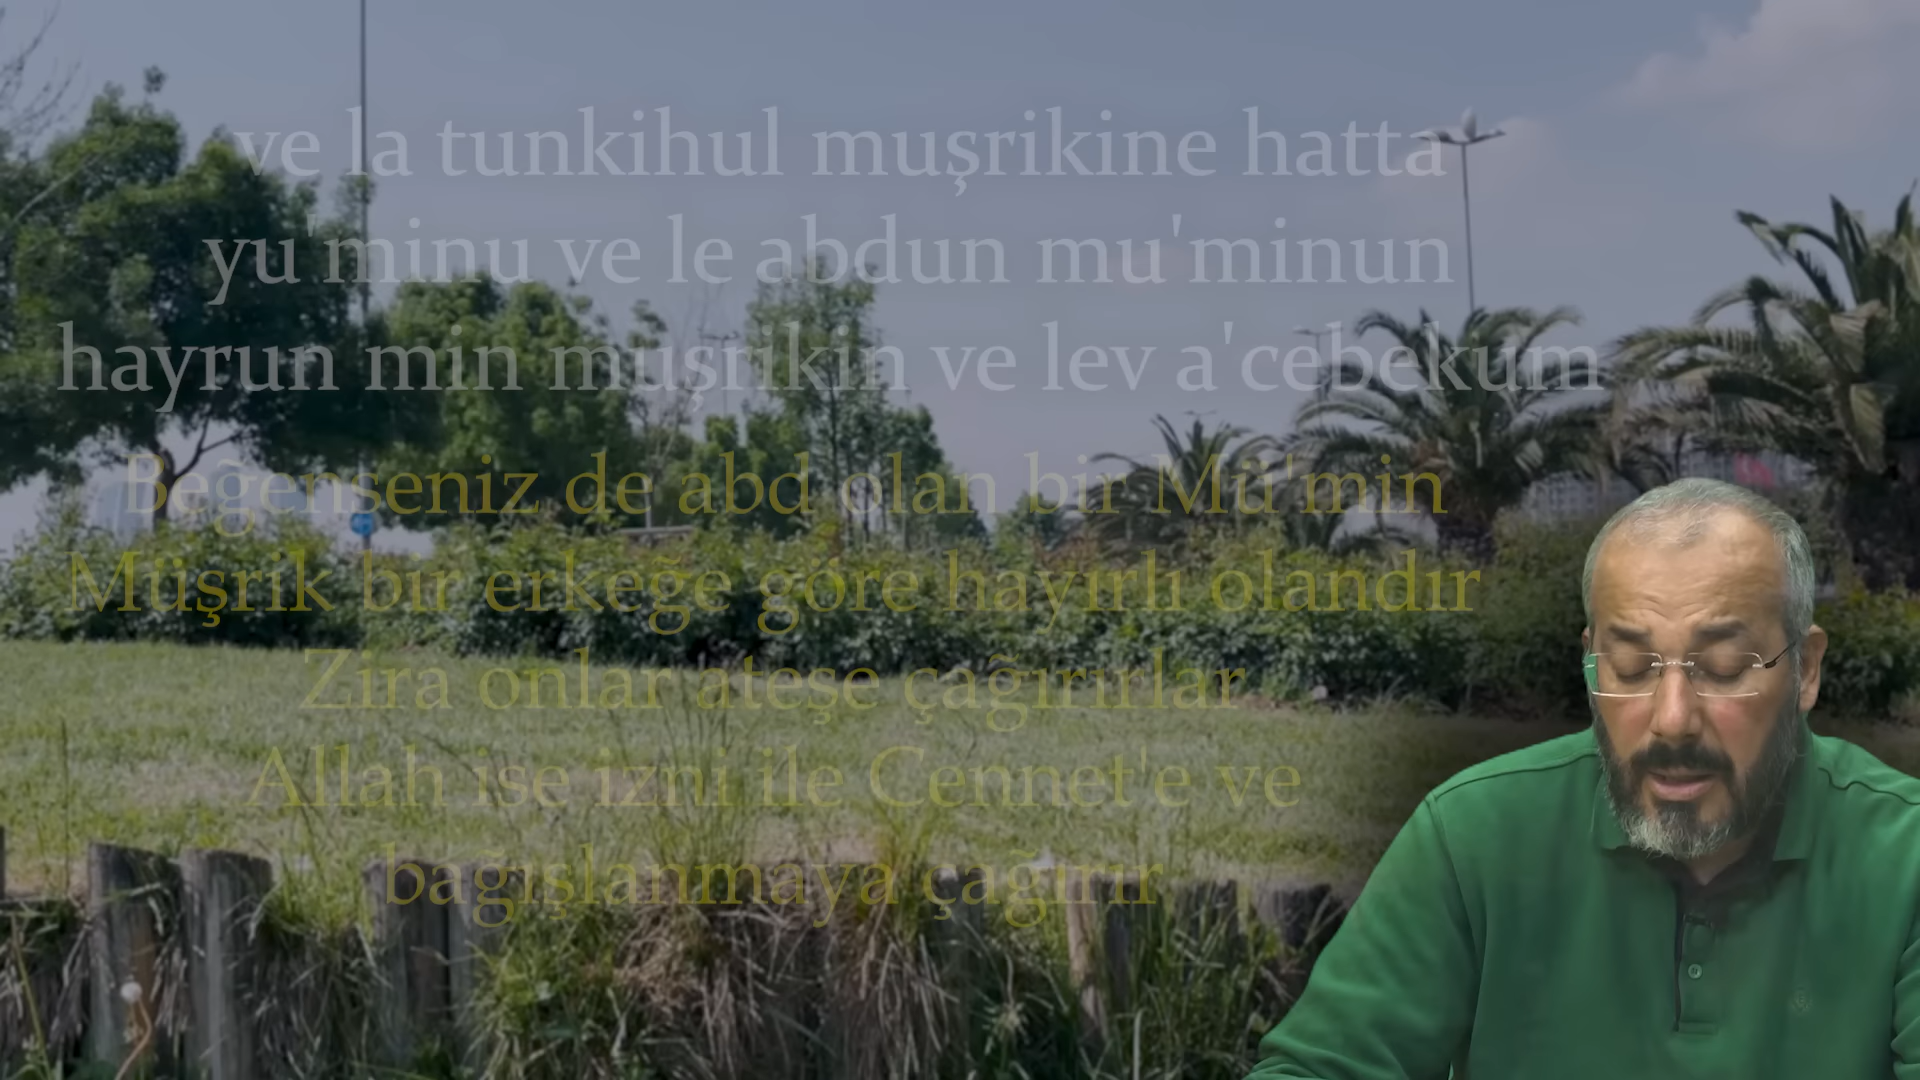 ve la tunkihul muşrikine hatta
yu'minu ve le abdun mu'minun
hayrun min muşrikin ve lev a'cebekum
Beğenseniz de abd olan bir Mü'min
Müşrik bir erkeğe göre hayırlı olandır
Zira onlar ateşe çağırırlar
Allah ise izni ile Cennet'e ve
bağışlanmaya çağırır